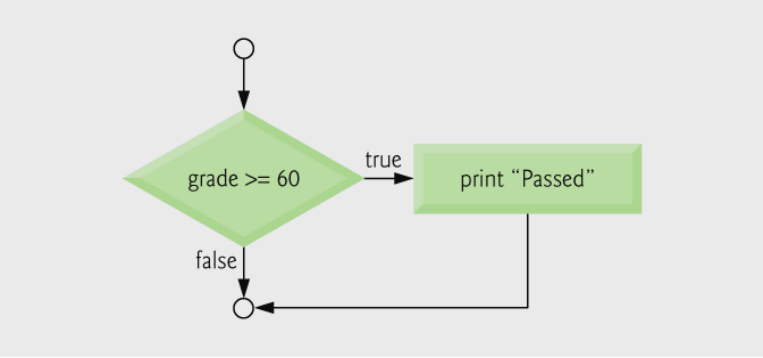 true
grade >= 60
print “Passed”
false